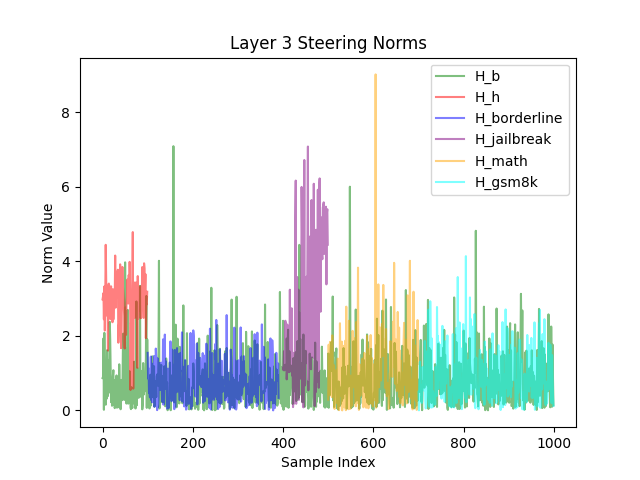 Layer 3 Steering Norms
H_b
H_h
H_borderline
H_jailbreak
H_math
H_gsm8k
Norm Value
8
6
4
2
0
0 200 400 600 800 1000
Sample Index